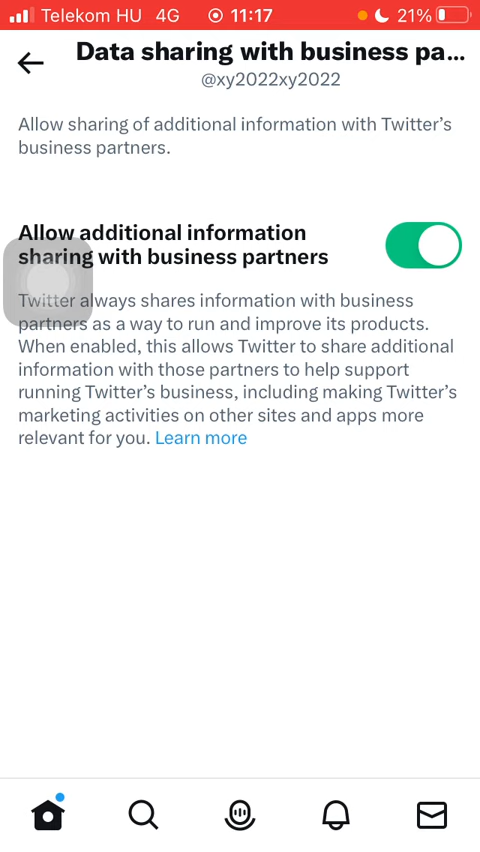 Telekom HU 4G 11:17 21%
Data sharing with business pa...
@xy2022xy2022
Allow sharing of additional information with Twitter’s
business partners.
Allow additional information
sharing with business partners
Twitter always shares information with business
partners as a way to run and improve its products.
When enabled, this allows Twitter to share additional
information with those partners to help support
running Twitter’s business, including making Twitter’s
marketing activities on other sites and apps more
relevant for you. Learn more